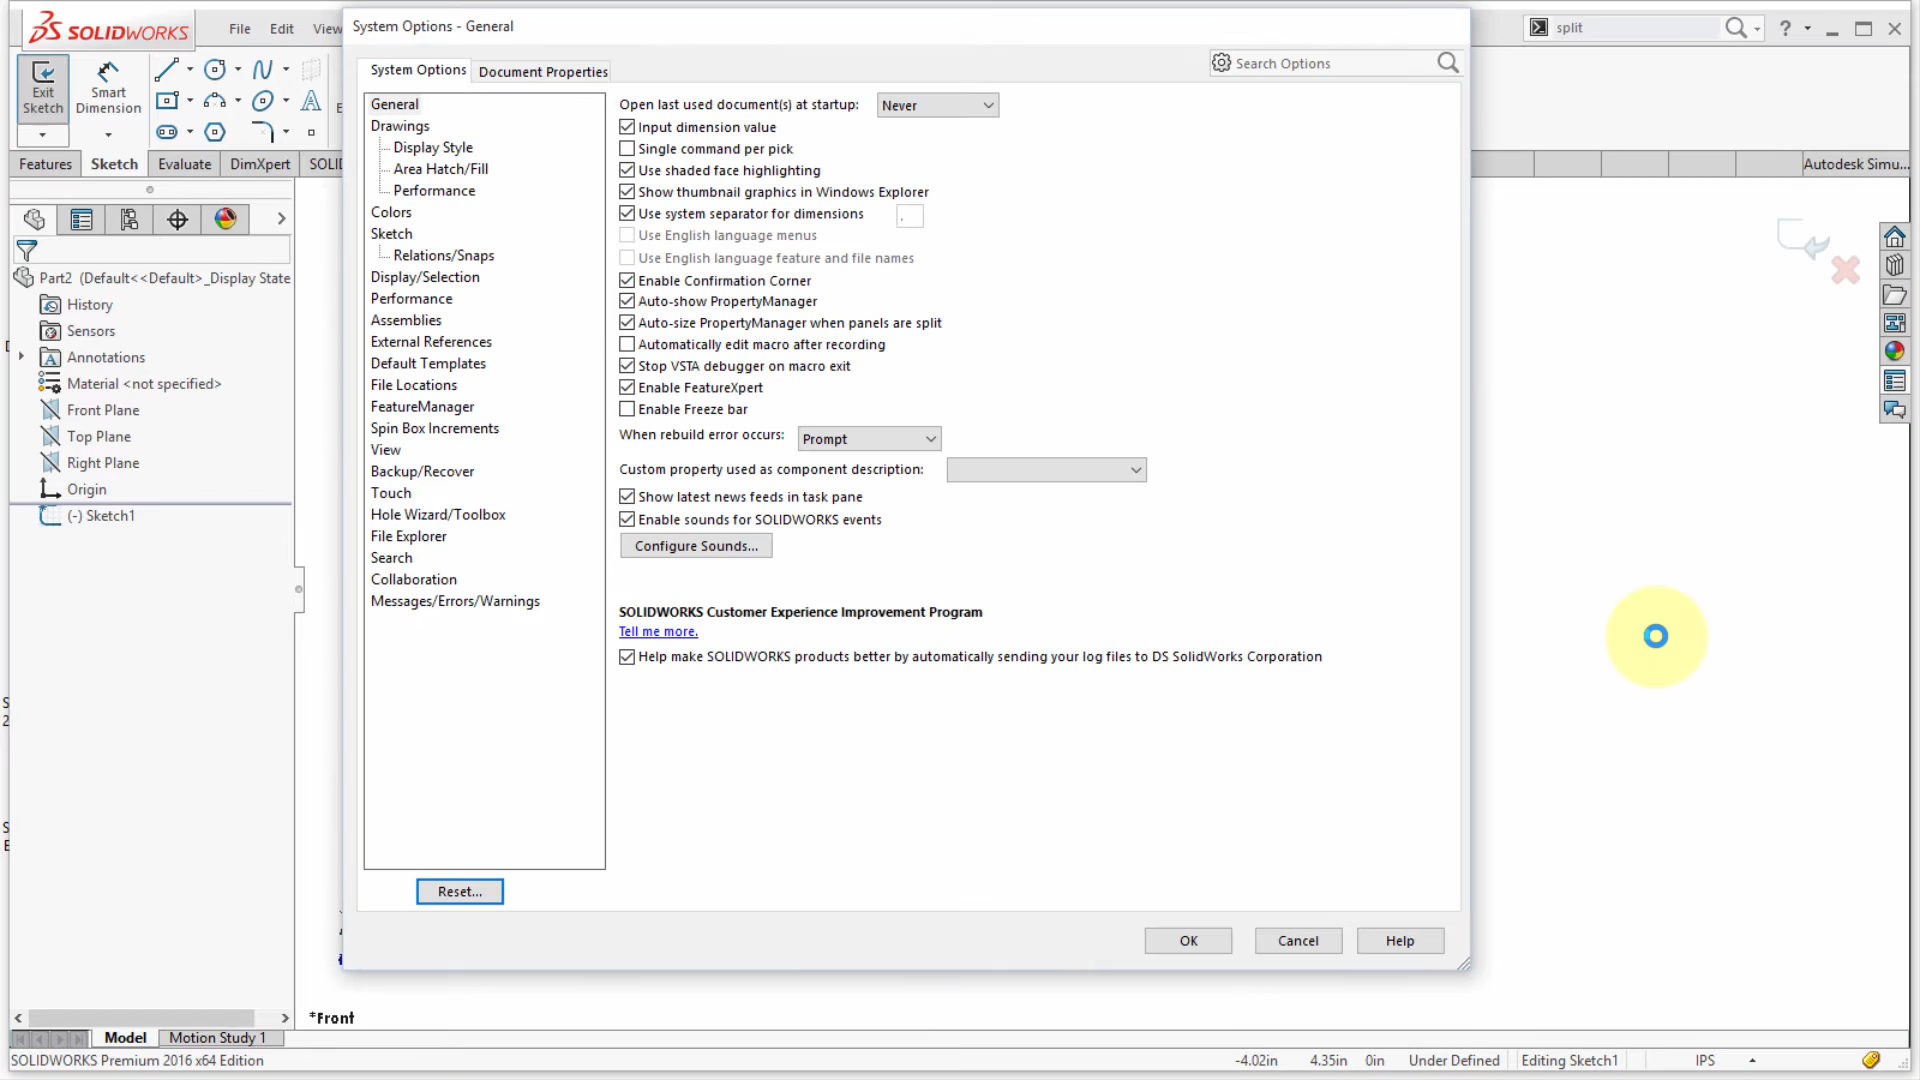 SOLIDWORKS
File Edit View
split
System Options - General
System Options
Document Properties
Search Options
Exit Sketch
Smart Dimension
Features
Sketch
Evaluate
DimXpert
SOLID
Autodesk Simu...
Part2 (Default<<Default>_Display State
History
Sensors
Annotations
Material <not specified>
Front Plane
Top Plane
Right Plane
Origin
(-) Sketch1
General
Drawings
Display Style
Area Hatch/Fill
Performance
Colors
Sketch
Relations/Snaps
Display/Selection
Performance
Assemblies
External References
Default Templates
File Locations
FeatureManager
Spin Box Increments
View
Backup/Recover
Touch
Hole Wizard/Toolbox
File Explorer
Search
Collaboration
Messages/Errors/Warnings
Reset...
Open last used document(s) at startup: Never
Input dimension value
Single command per pick
Use shaded face highlighting
Show thumbnail graphics in Windows Explorer
Use system separator for dimensions .
Use English language menus
Use English language feature and file names
Enable Confirmation Corner
Auto-show PropertyManager
Auto-size PropertyManager when panels are split
Automatically edit macro after recording
Stop VSTA debugger on macro exit
Enable FeatureXpert
Enable Freeze bar
When rebuild error occurs: Prompt
Custom property used as component description:
Show latest news feeds in task pane
Enable sounds for SOLIDWORKS events
Configure Sounds...
SOLIDWORKS Customer Experience Improvement Program
Tell me more.
Help make SOLIDWORKS products better by automatically sending your log files to DS SolidWorks Corporation
OK
Cancel
Help
*Front
Model
Motion Study 1
SOLIDWORKS Premium 2016 x64 Edition
-4.02in 4.35in 0in Under Defined Editing Sketch1 IPS